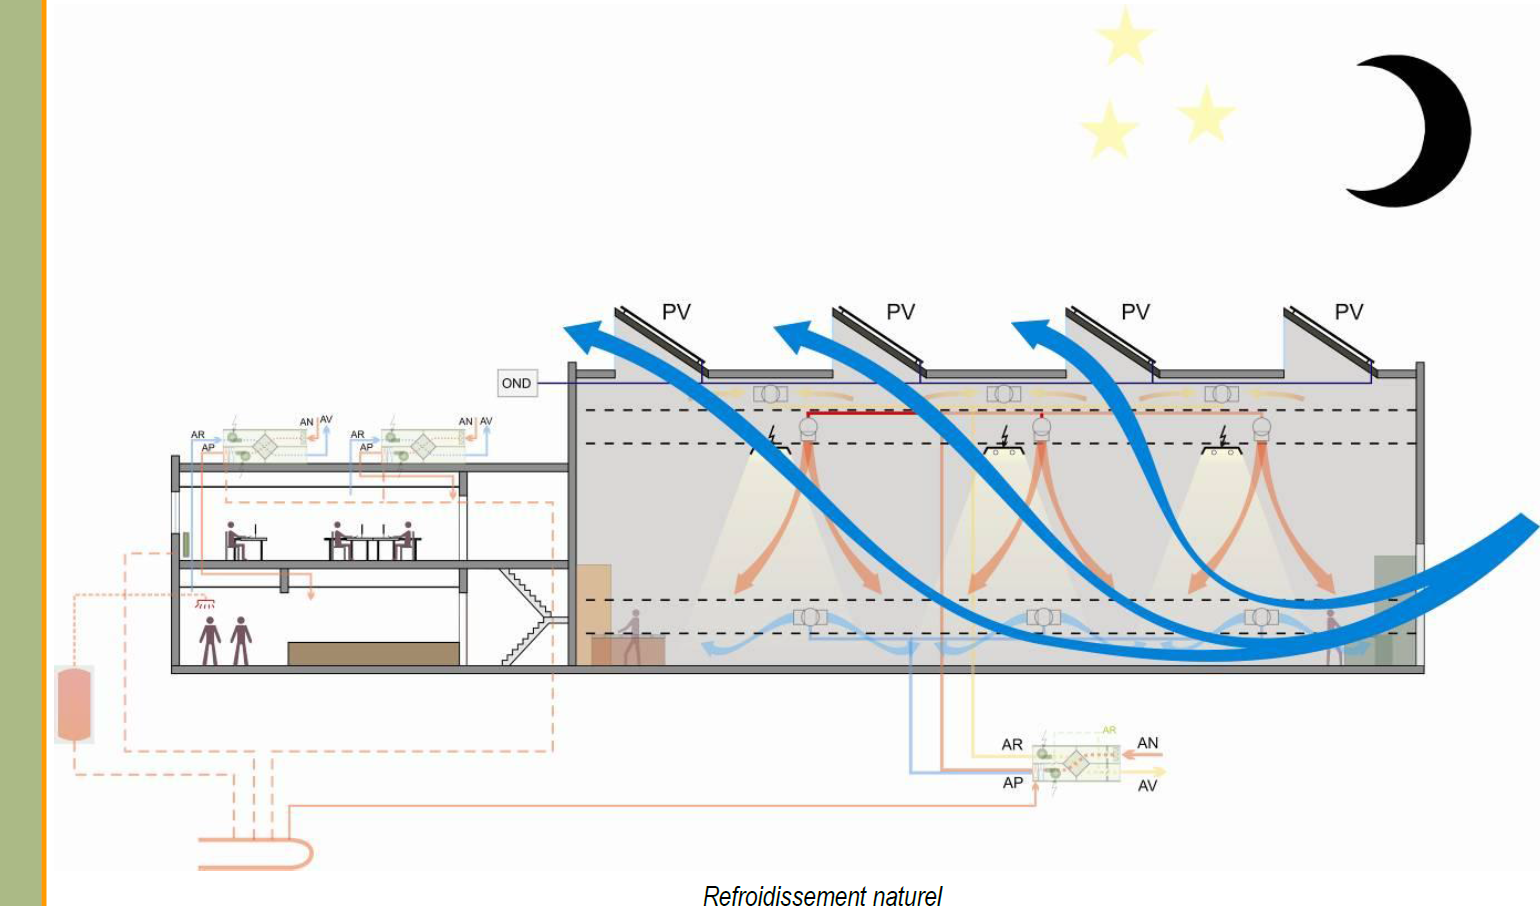 PV PV PV PV
OND
AN AV AN AV
AR AR
AP AP
AR
AR AN
AP AV
Refroidissement naturel